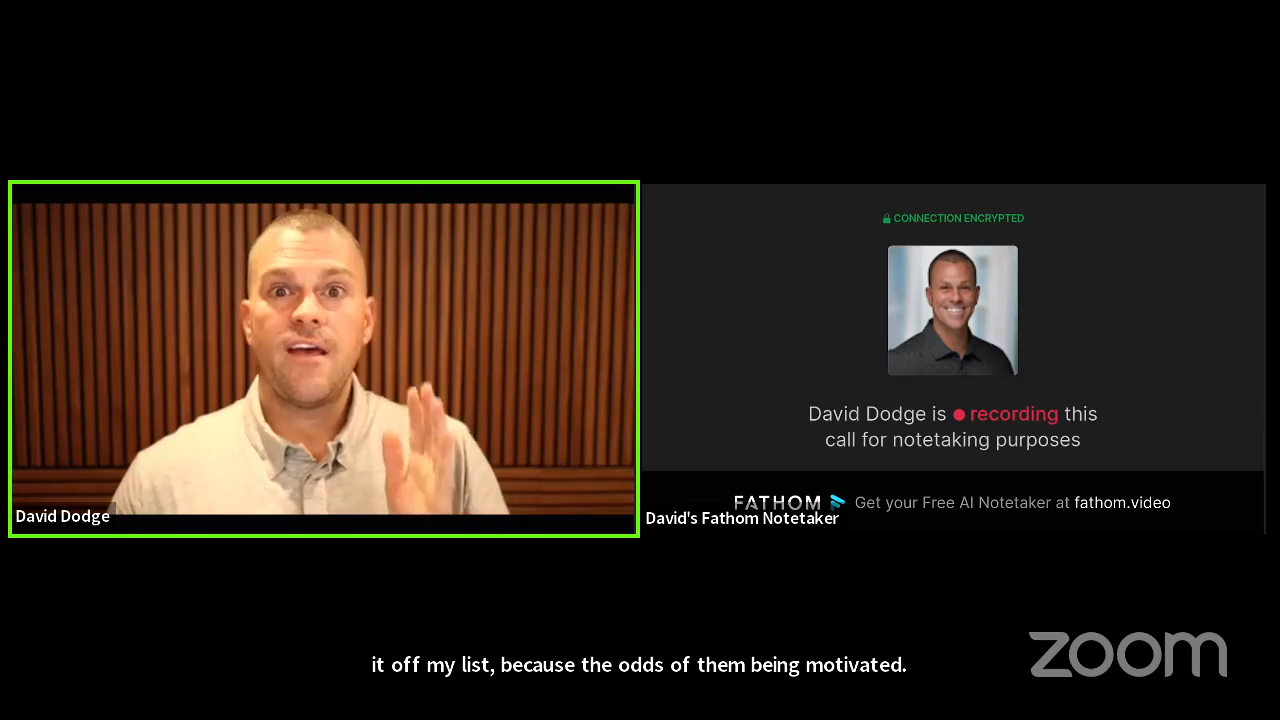 CONNECTION ENCRYPTED
David Dodge is recording this
call for notetaking purposes
FATHOM Get your Free AI Notetaker at fathom.video
David Dodge
David's Fathom Notetaker
it off my list, because the odds of them being motivated.
zoom